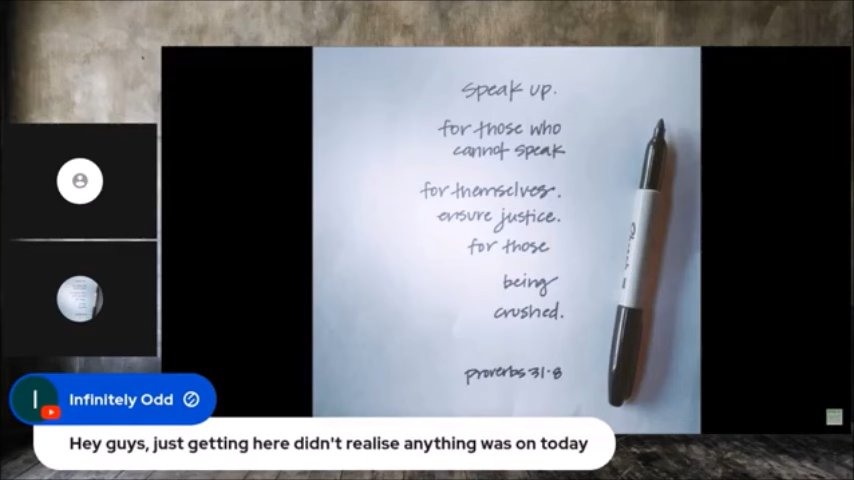 speak up.
for those who
cannot speak
for themselves.
ensure justice.
for those
being
crushed.
proverbs 31.8
Sharpie
I
Infinitely Odd
Hey guys, just getting here didn't realise anything was on today